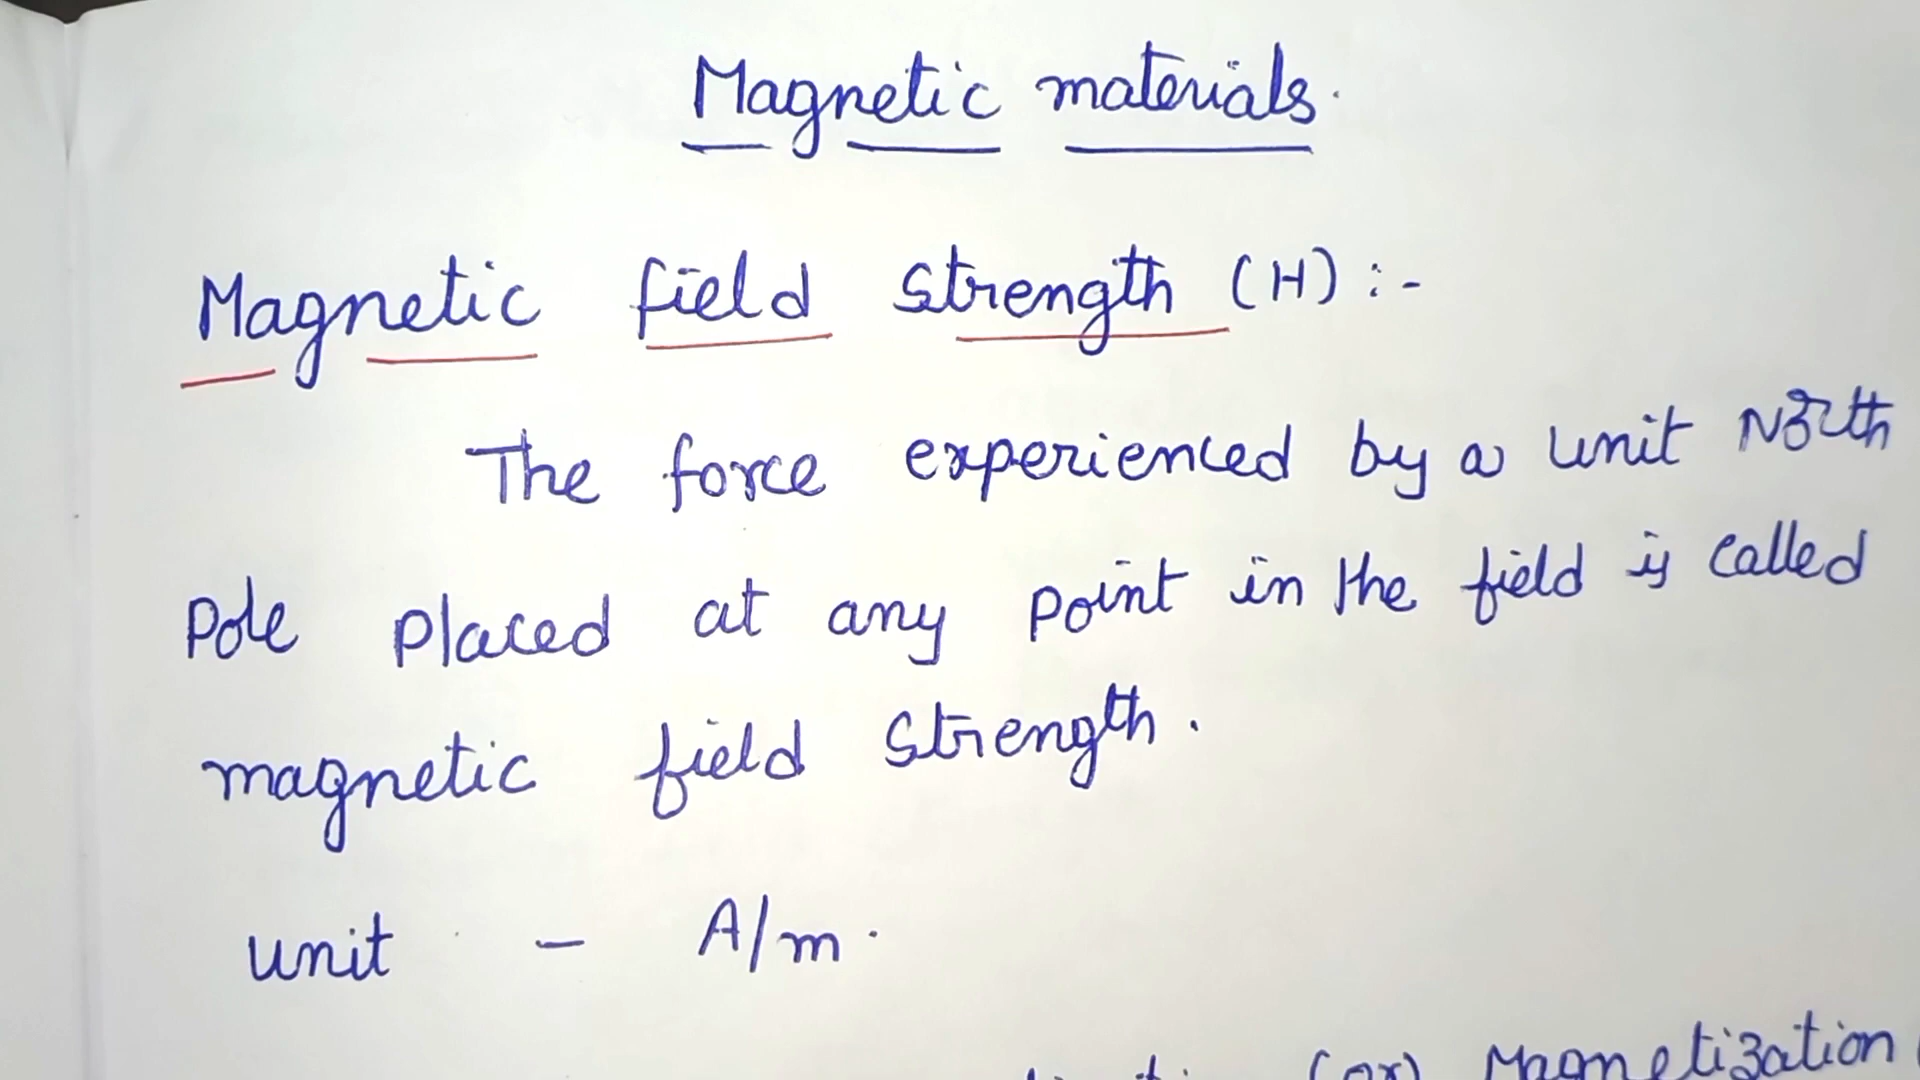 Magnetic materials.
Magnetic field strength (H) :-
The force experienced by a unit North
Pole placed at any point in the field is called
magnetic field strength.
unit - A/m.
(or) Magnetization